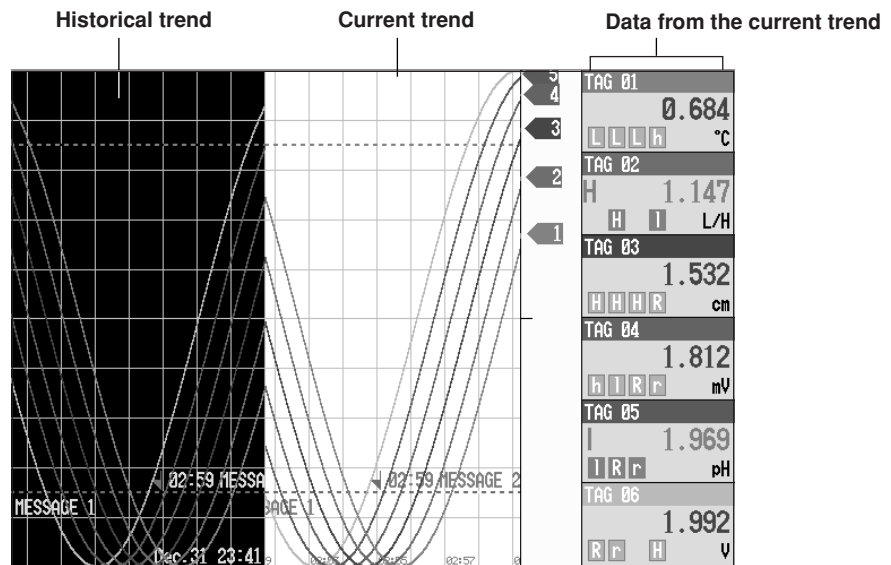 Historical trend
Current trend
Data from the current trend
5
4
3
2
1
TAG 01
0.684
L L L h °C
TAG 02
H 1.147
H l L/H
TAG 03
1.532
H H H R cm
TAG 04
1.812
h l R r mV
TAG 05
l 1.969
l R r pH
TAG 06
1.992
R r H V
02:59 MESSA
02:59 MESSAGE 2
MESSAGE 1
AGE 1
Dec.31 23:41
02:57